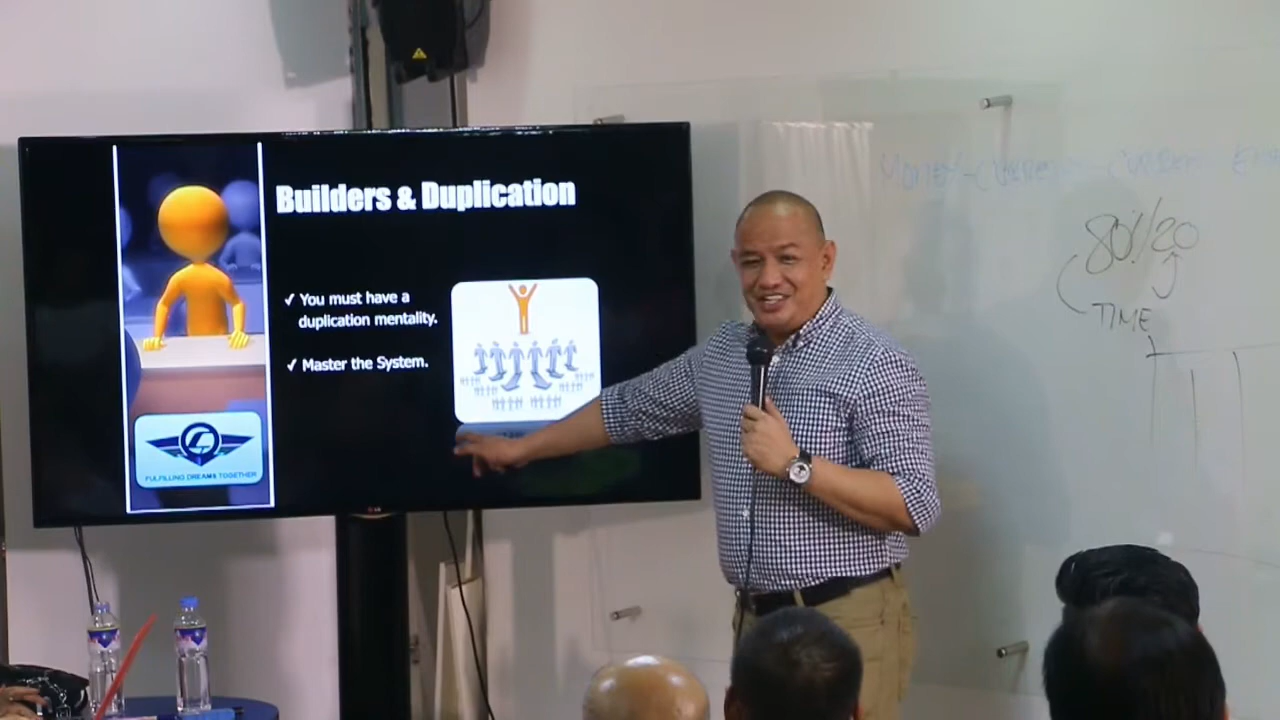 Builders & Duplication
✓ You must have a
duplication mentality.
✓ Master the System.
FULFILLING DREAMS TOGETHER
80%/20
TIME